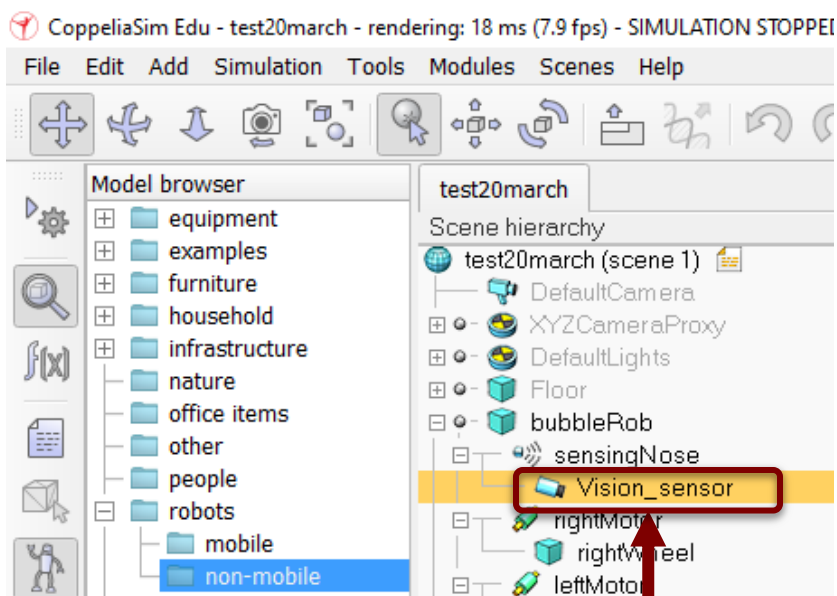 CoppeliaSim Edu - test20march - rendering: 18 ms (7.9 fps) - SIMULATION STOPPED
File Edit Add Simulation Tools Modules Scenes Help
Model browser
equipment
examples
furniture
household
infrastructure
nature
office items
other
people
robots
mobile
non-mobile
f(x)
test20march
Scene hierarchy
test20march (scene 1)
DefaultCamera
XYZCameraProxy
DefaultLights
Floor
bubbleRob
sensingNose
Vision_sensor
rightMotor
rightWheel
leftMotor